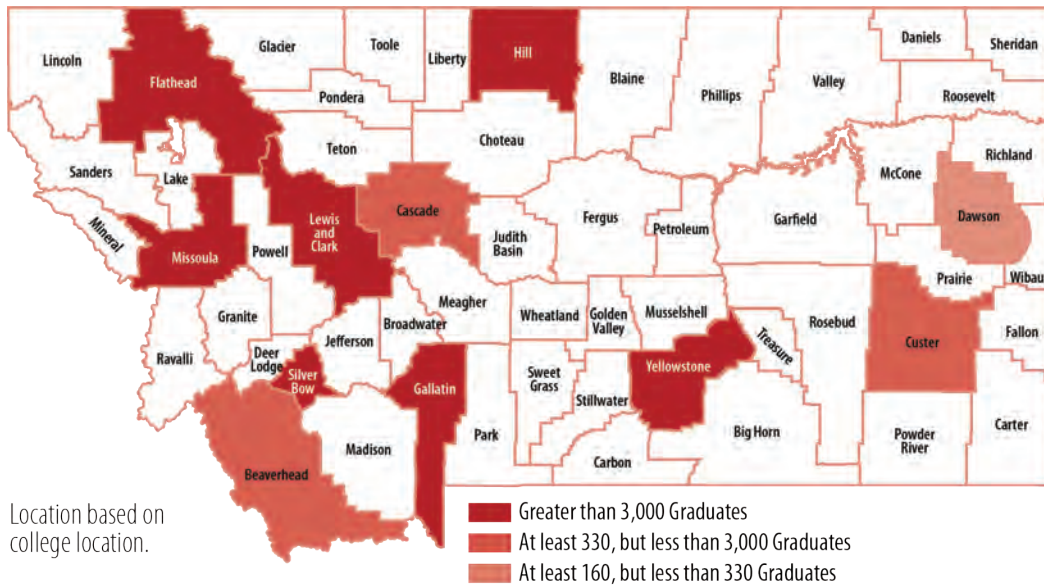 Lincoln
Flathead
Glacier
Toole
Liberty
Hill
Blaine
Phillips
Valley
Daniels
Sheridan
Roosevelt
Pondera
Sanders
Lake
Teton
Choteau
McCone
Richland
Mineral
Missoula
Powell
Lewis
and
Clark
Cascade
Judith
Basin
Fergus
Petroleum
Garfield
Dawson
Prairie
Wibau
Ravalli
Granite
Deer
Lodge
Silver
Bow
Jefferson
Broadwater
Meagher
Wheatland
Golden
Valley
Musselshell
Treasure
Rosebud
Custer
Fallon
Gallatin
Sweet
Grass
Stillwater
Yellowstone
Beaverhead
Madison
Park
Carbon
Big Horn
Powder
River
Carter
Location based on
college location.
Greater than 3,000 Graduates
At least 330, but less than 3,000 Graduates
At least 160, but less than 330 Graduates